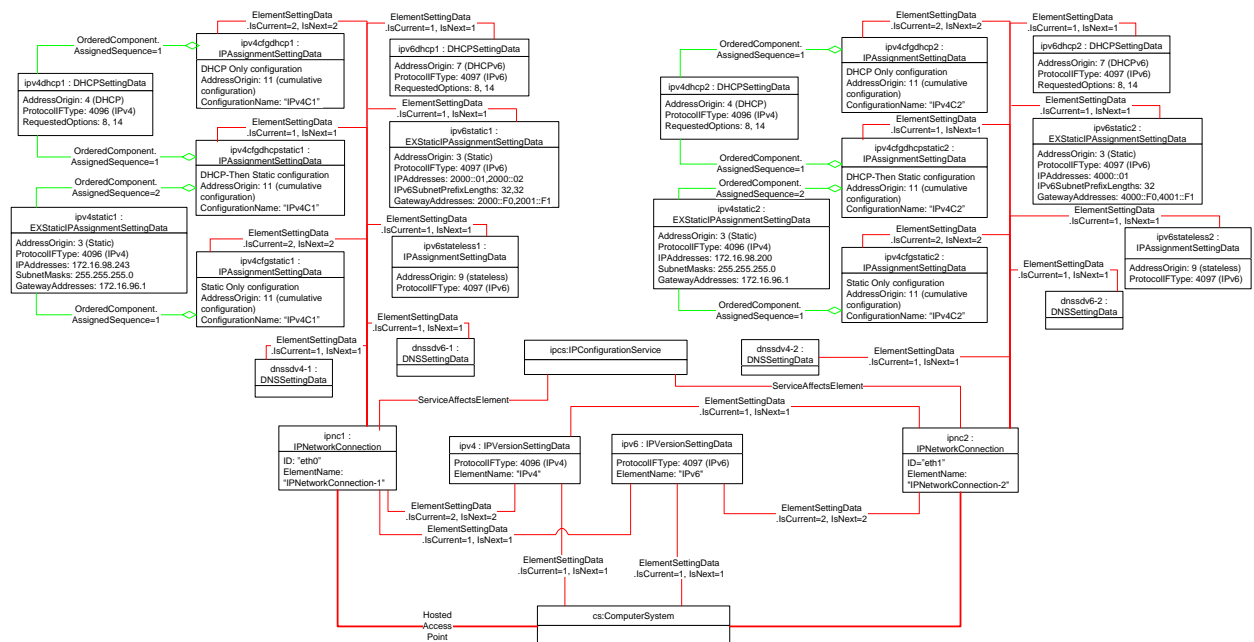 ElementSettingData
.IsCurrent=2, IsNext=2
ElementSettingData
.IsCurrent=1, IsNext=1
OrderedComponent.
AssignedSequence=1
ipv4cfgdhcp1 :
IPAssignmentSettingData
DHCP Only configuration
AddressOrigin: 11 (cumulative
configuration)
ConfigurationName: "IPv4C1"
ipv6dhcp1 : DHCPSettingData
AddressOrigin: 7 (DHCPv6)
ProtocolIFType: 4097 (IPv6)
RequestedOptions: 8, 14
ipv4dhcp1 : DHCPSettingData
AddressOrigin: 4 (DHCP)
ProtocolIFType: 4096 (IPv4)
RequestedOptions: 8, 14
ElementSettingData
.IsCurrent=1, IsNext=1
ElementSettingData
.IsCurrent=1, IsNext=1
OrderedComponent.
AssignedSequence=1
ipv4cfgdhcpstatic1 :
IPAssignmentSettingData
DHCP-Then Static configuration
AddressOrigin: 11 (cumulative
configuration)
ConfigurationName: "IPv4C1"
ipv6static1 :
EXStaticIPAssignmentSettingData
AddressOrigin: 3 (Static)
ProtocolIFType: 4097 (IPv6)
IPAddresses: 2000::01,2000::02
IPv6SubnetPrefixLengths: 32,32
GatewayAddresses: 2000::F0,2001::F1
OrderedComponent.
AssignedSequence=2
ipv4static1 :
EXStaticIPAssignmentSettingData
AddressOrigin: 3 (Static)
ProtocolIFType: 4096 (IPv4)
IPAddresses: 172.16.98.243
SubnetMasks: 255.255.255.0
GatewayAddresses: 172.16.96.1
ElementSettingData
.IsCurrent=1, IsNext=1
ElementSettingData
.IsCurrent=2, IsNext=2
ipv4cfgstatic1 :
IPAssignmentSettingData
Static Only configuration
AddressOrigin: 11 (cumulative
configuration)
ConfigurationName: "IPv4C1"
ipv6stateless1 :
IPAssignmentSettingData
AddressOrigin: 9 (stateless)
ProtocolIFType: 4097 (IPv6)
OrderedComponent.
AssignedSequence=1
ElementSettingData
.IsCurrent=1, IsNext=1
ElementSettingData
.IsCurrent=1, IsNext=1
dnssdv6-1 :
DNSSettingData
dnssdv4-1 :
DNSSettingData
ElementSettingData
.IsCurrent=2, IsNext=2
ElementSettingData
.IsCurrent=1, IsNext=1
OrderedComponent.
AssignedSequence=1
ipv4cfgdhcp2 :
IPAssignmentSettingData
DHCP Only configuration
AddressOrigin: 11 (cumulative
configuration)
ConfigurationName: "IPv4C2"
ipv6dhcp2 : DHCPSettingData
AddressOrigin: 7 (DHCPv6)
ProtocolIFType: 4097 (IPv6)
RequestedOptions: 8, 14
ipv4dhcp2 : DHCPSettingData
AddressOrigin: 4 (DHCP)
ProtocolIFType: 4096 (IPv4)
RequestedOptions: 8, 14
ElementSettingData
.IsCurrent=1, IsNext=1
ElementSettingData
.IsCurrent=1, IsNext=1
OrderedComponent.
AssignedSequence=1
ipv4cfgdhcpstatic2 :
IPAssignmentSettingData
DHCP-Then Static configuration
AddressOrigin: 11 (cumulative
configuration)
ConfigurationName: "IPv4C2"
ipv6static2 :
EXStaticIPAssignmentSettingData
AddressOrigin: 3 (Static)
ProtocolIFType: 4097 (IPv6)
IPAddresses: 4000::01
IPv6SubnetPrefixLengths: 32
GatewayAddresses: 4000::F0,4001::F1
OrderedComponent.
AssignedSequence=2
ipv4static2 :
EXStaticIPAssignmentSettingData
AddressOrigin: 3 (Static)
ProtocolIFType: 4096 (IPv4)
IPAddresses: 172.16.98.200
SubnetMasks: 255.255.255.0
GatewayAddresses: 172.16.96.1
ElementSettingData
.IsCurrent=1, IsNext=1
ElementSettingData
.IsCurrent=2, IsNext=2
ipv4cfgstatic2 :
IPAssignmentSettingData
Static Only configuration
AddressOrigin: 11 (cumulative
configuration)
ConfigurationName: "IPv4C2"
ipv6stateless2 :
IPAssignmentSettingData
AddressOrigin: 9 (stateless)
ProtocolIFType: 4097 (IPv6)
OrderedComponent.
AssignedSequence=1
ElementSettingData
.IsCurrent=1, IsNext=1
dnssdv6-2 :
DNSSettingData
dnssdv4-2 :
DNSSettingData
ElementSettingData
.IsCurrent=1, IsNext=1
ipcs:IPConfigurationService
ServiceAffectsElement
ServiceAffectsElement
ElementSettingData
.IsCurrent=1, IsNext=1
ipnc1 :
IPNetworkConnection
ID: "eth0"
ElementName:
"IPNetworkConnection-1"
ipv4 : IPVersionSettingData
ProtocolIFType: 4096 (IPv4)
ElementName: "IPv4"
ipv6 : IPVersionSettingData
ProtocolIFType: 4097 (IPv6)
ElementName: "IPv6"
ipnc2 :
IPNetworkConnection
ID="eth1"
ElementName:
"IPNetworkConnection-2"
ElementSettingData
.IsCurrent=2, IsNext=2
ElementSettingData
.IsCurrent=1, IsNext=1
ElementSettingData
.IsCurrent=2, IsNext=2
ElementSettingData
.IsCurrent=1, IsNext=1
ElementSettingData
.IsCurrent=1, IsNext=1
Hosted
Access
Point
cs:ComputerSystem